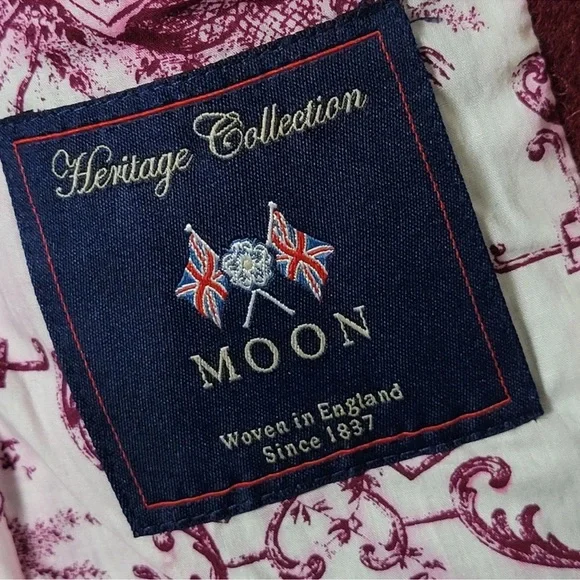 Heritage Collection
MOON
Woven in England
Since 1837